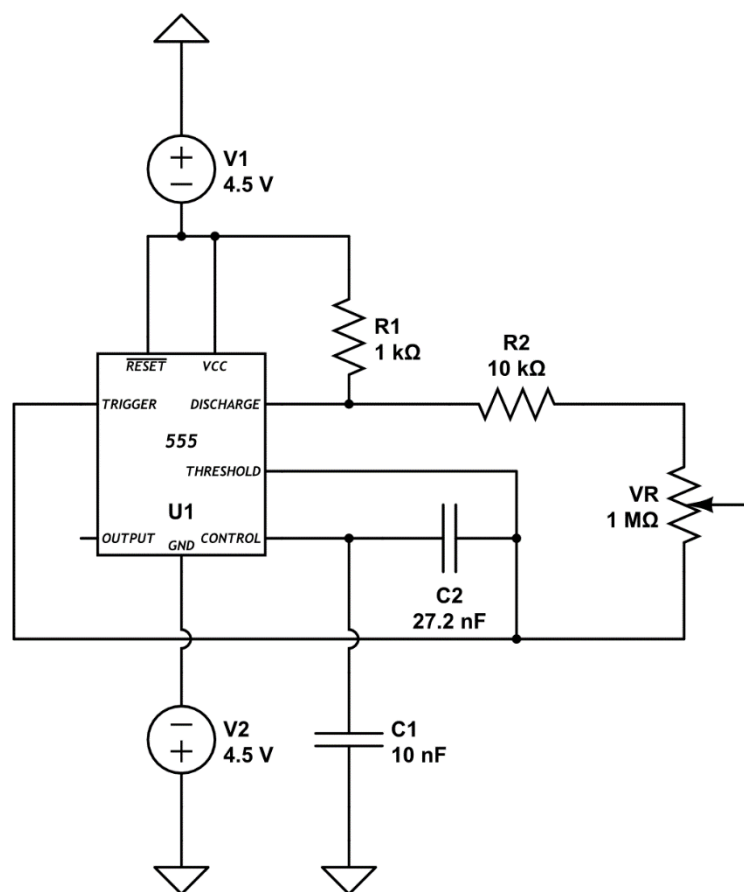 +
−
V1
4.5 V
R1
1 kΩ
R2
10 kΩ
RESET
VCC
TRIGGER
DISCHARGE
555
THRESHOLD
U1
OUTPUT
GND
CONTROL
VR
1 MΩ
C2
27.2 nF
−
+
V2
4.5 V
C1
10 nF